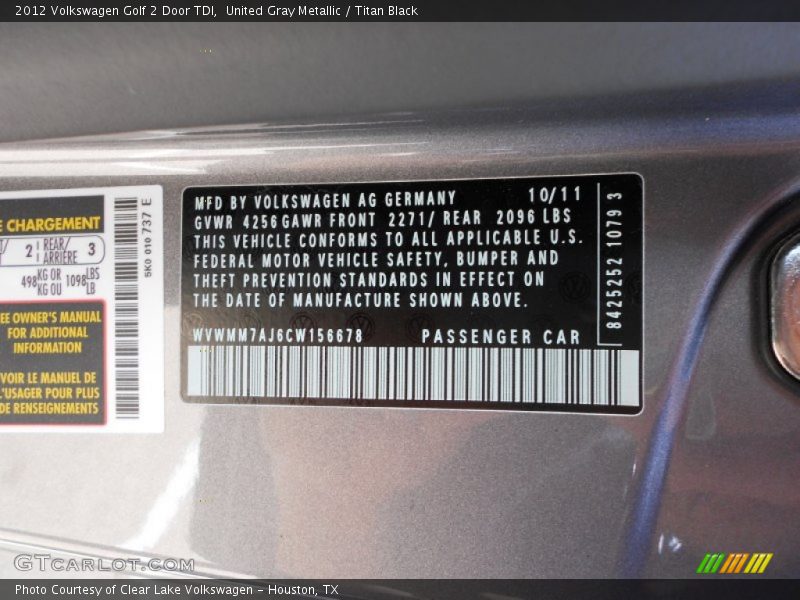 2012 Volkswagen Golf 2 Door TDI, United Gray Metallic / Titan Black
E CHARGEMENT
2 REAR/ ARRIÈRE 3
498 KG OR KG OU 1098 LBS LB
EE OWNER'S MANUAL
FOR ADDITIONAL
INFORMATION
VOIR LE MANUEL DE
L'USAGER POUR PLUS
DE RENSEIGNEMENTS
5K0 010 737 E
MFD BY VOLKSWAGEN AG GERMANY 10/11
GVWR 4256 GAWR FRONT 2271/ REAR 2096 LBS
THIS VEHICLE CONFORMS TO ALL APPLICABLE U.S.
FEDERAL MOTOR VEHICLE SAFETY, BUMPER AND
THEFT PREVENTION STANDARDS IN EFFECT ON
THE DATE OF MANUFACTURE SHOWN ABOVE.
WVWMM7AJ6CW156678 PASSENGER CAR
8425252 1079 3
GTcarlot.com
Photo Courtesy of Clear Lake Volkswagen - Houston, TX